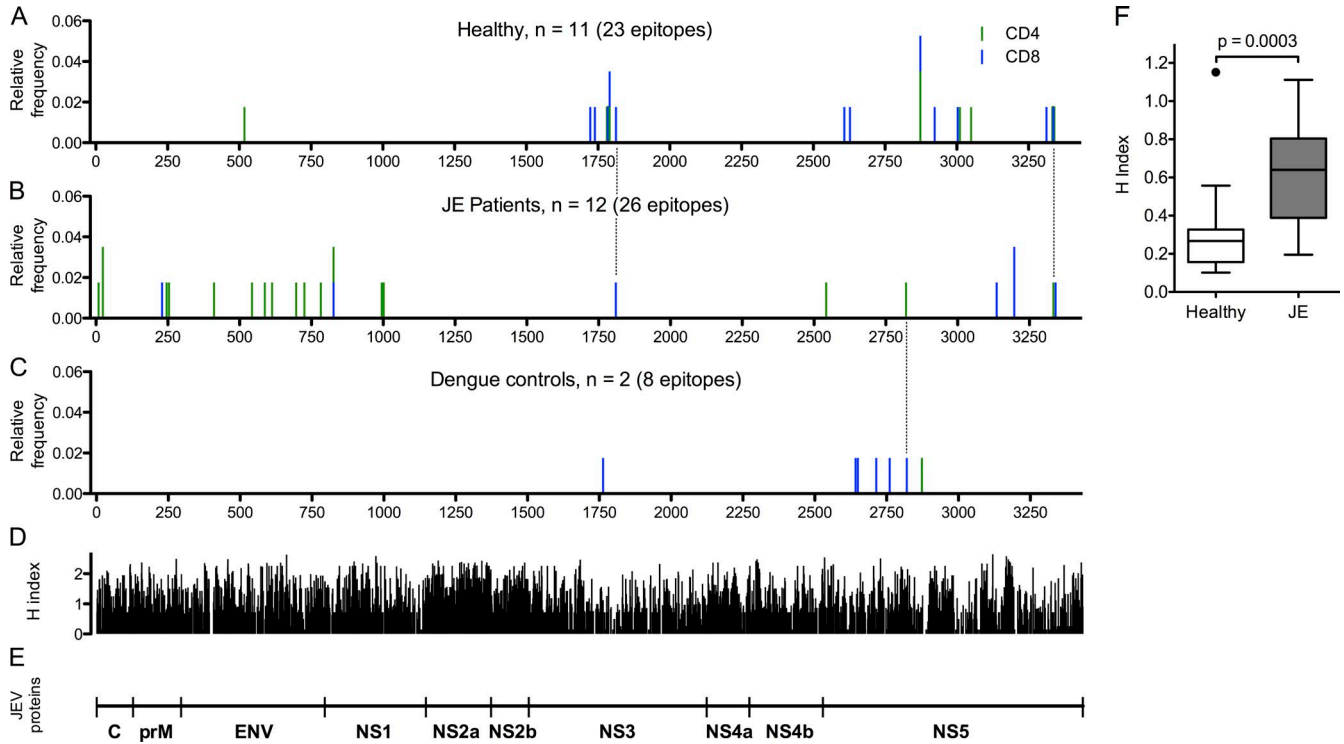 A
Healthy, n = 11 (23 epitopes)
CD4
CD8
Relative
frequency
0.06
0.04
0.02
0.00
0 250 500 750 1000 1250 1500 1750 2000 2250 2500 2750 3000 3250
B
JE Patients, n = 12 (26 epitopes)
Relative
frequency
0.06
0.04
0.02
0.00
0 250 500 750 1000 1250 1500 1750 2000 2250 2500 2750 3000 3250
C
Dengue controls, n = 2 (8 epitopes)
Relative
frequency
0.06
0.04
0.02
0.00
0 250 500 750 1000 1250 1500 1750 2000 2250 2500 2750 3000 3250
D
H index
2
1
0
E
JEV
proteins
C prM ENV NS1 NS2a NS2b NS3 NS4a NS4b NS5
F
p = 0.0003
H Index
1.2
1.0
0.8
0.6
0.4
0.2
0.0
Healthy JE